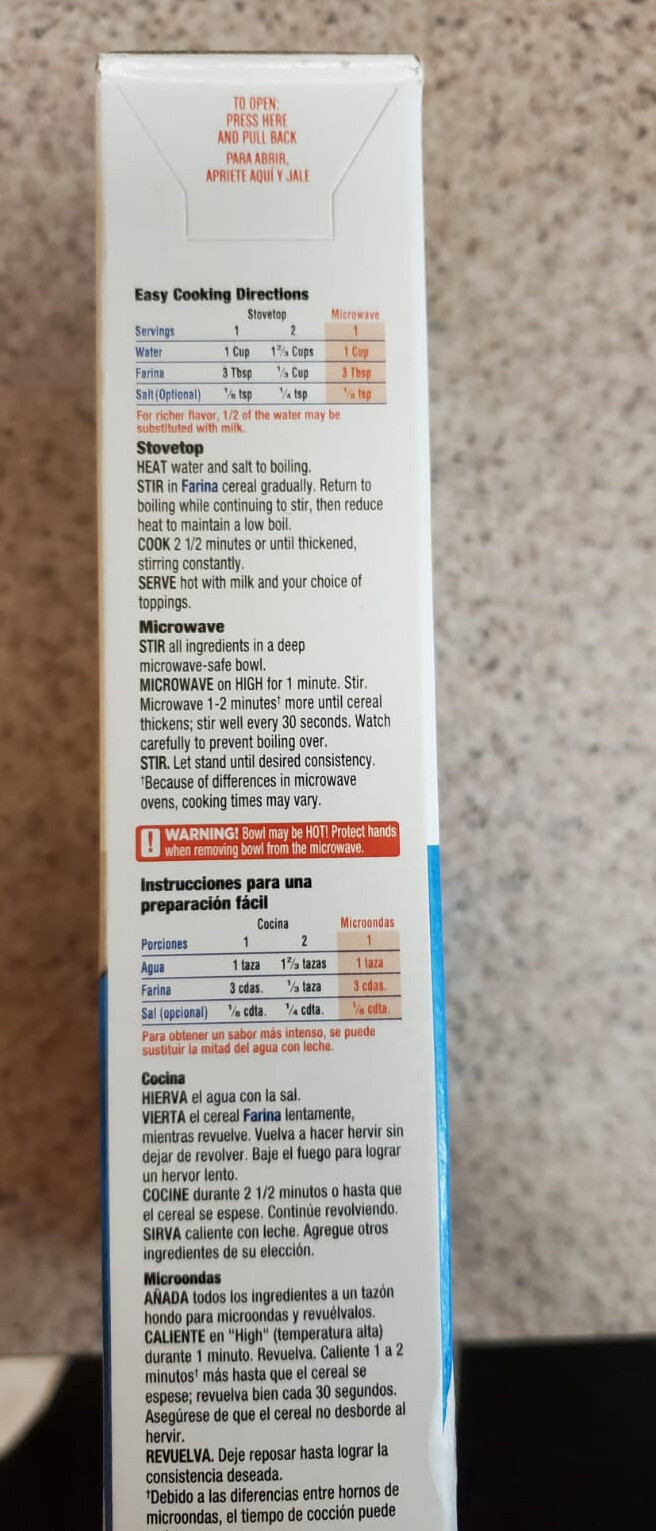 TO OPEN:
PRESS HERE
AND PULL BACK
PARA ABRIR,
APRIETE AQUÍ Y JALE
Easy Cooking Directions
Stovetop Microwave
Servings 1 2 1
Water 1 Cup 1 2/3 Cups 1 Cup
Farina 3 Tbsp 1/3 Cup 3 Tbsp
Salt (Optional) 1/8 tsp 1/4 tsp 1/8 tsp
For richer flavor, 1/2 of the water may be
substituted with milk.
Stovetop
HEAT water and salt to boiling.
STIR in Farina cereal gradually. Return to
boiling while continuing to stir, then reduce
heat to maintain a low boil.
COOK 2 1/2 minutes or until thickened,
stirring constantly.
SERVE hot with milk and your choice of
toppings.
Microwave
STIR all ingredients in a deep
microwave-safe bowl.
MICROWAVE on HIGH for 1 minute. Stir.
Microwave 1-2 minutes† more until cereal
thickens; stir well every 30 seconds. Watch
carefully to prevent boiling over.
STIR. Let stand until desired consistency.
†Because of differences in microwave
ovens, cooking times may vary.
! WARNING! Bowl may be HOT! Protect hands
when removing bowl from the microwave.
Instrucciones para una
preparación fácil
Cocina Microondas
Porciones 1 2 1
Agua 1 taza 1 2/3 tazas 1 taza
Farina 3 cdas. 1/3 taza 3 cdas.
Sal (opcional) 1/8 cdta. 1/4 cdta. 1/8 cdta.
Para obtener un sabor más intenso, se puede
sustituir la mitad del agua con leche.
Cocina
HIERVA el agua con la sal.
VIERTA el cereal Farina lentamente,
mientras revuelve. Vuelva a hacer hervir sin
dejar de revolver. Baje el fuego para lograr
un hervor lento.
COCINE durante 2 1/2 minutos o hasta que
el cereal se espese. Continúe revolviendo.
SIRVA caliente con leche. Agregue otros
ingredientes de su elección.
Microondas
AÑADA todos los ingredientes a un tazón
hondo para microondas y revuélvalos.
CALIENTE en "High" (temperatura alta)
durante 1 minuto. Revuelva. Caliente 1 a 2
minutos† más hasta que el cereal se
espese; revuelva bien cada 30 segundos.
Asegúrese de que el cereal no desborde al
hervir.
REVUELVA. Deje reposar hasta lograr la
consistencia deseada.
†Debido a las diferencias entre hornos de
microondas, el tiempo de cocción puede